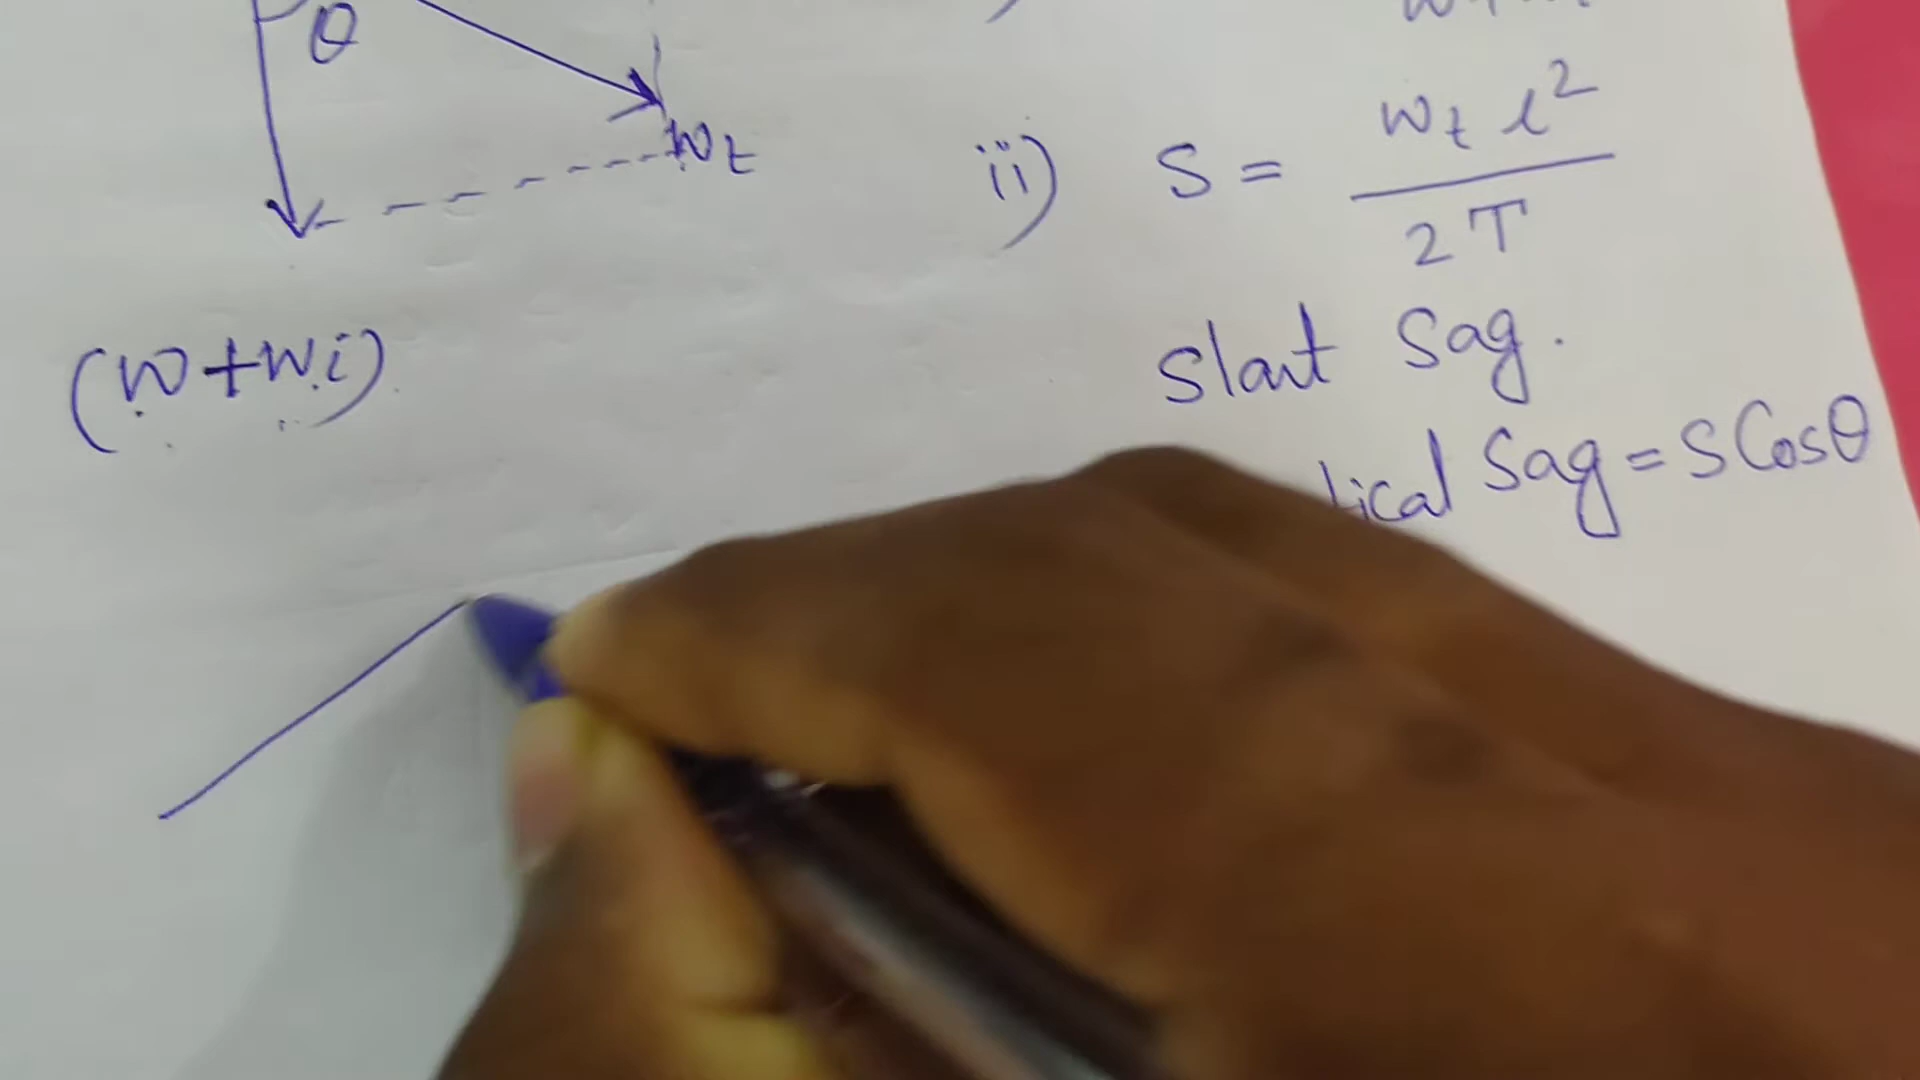 θ
wt
ii) S = wt l²
2T
Slant Sag.
(w+wi)
Sag = S Cosθ